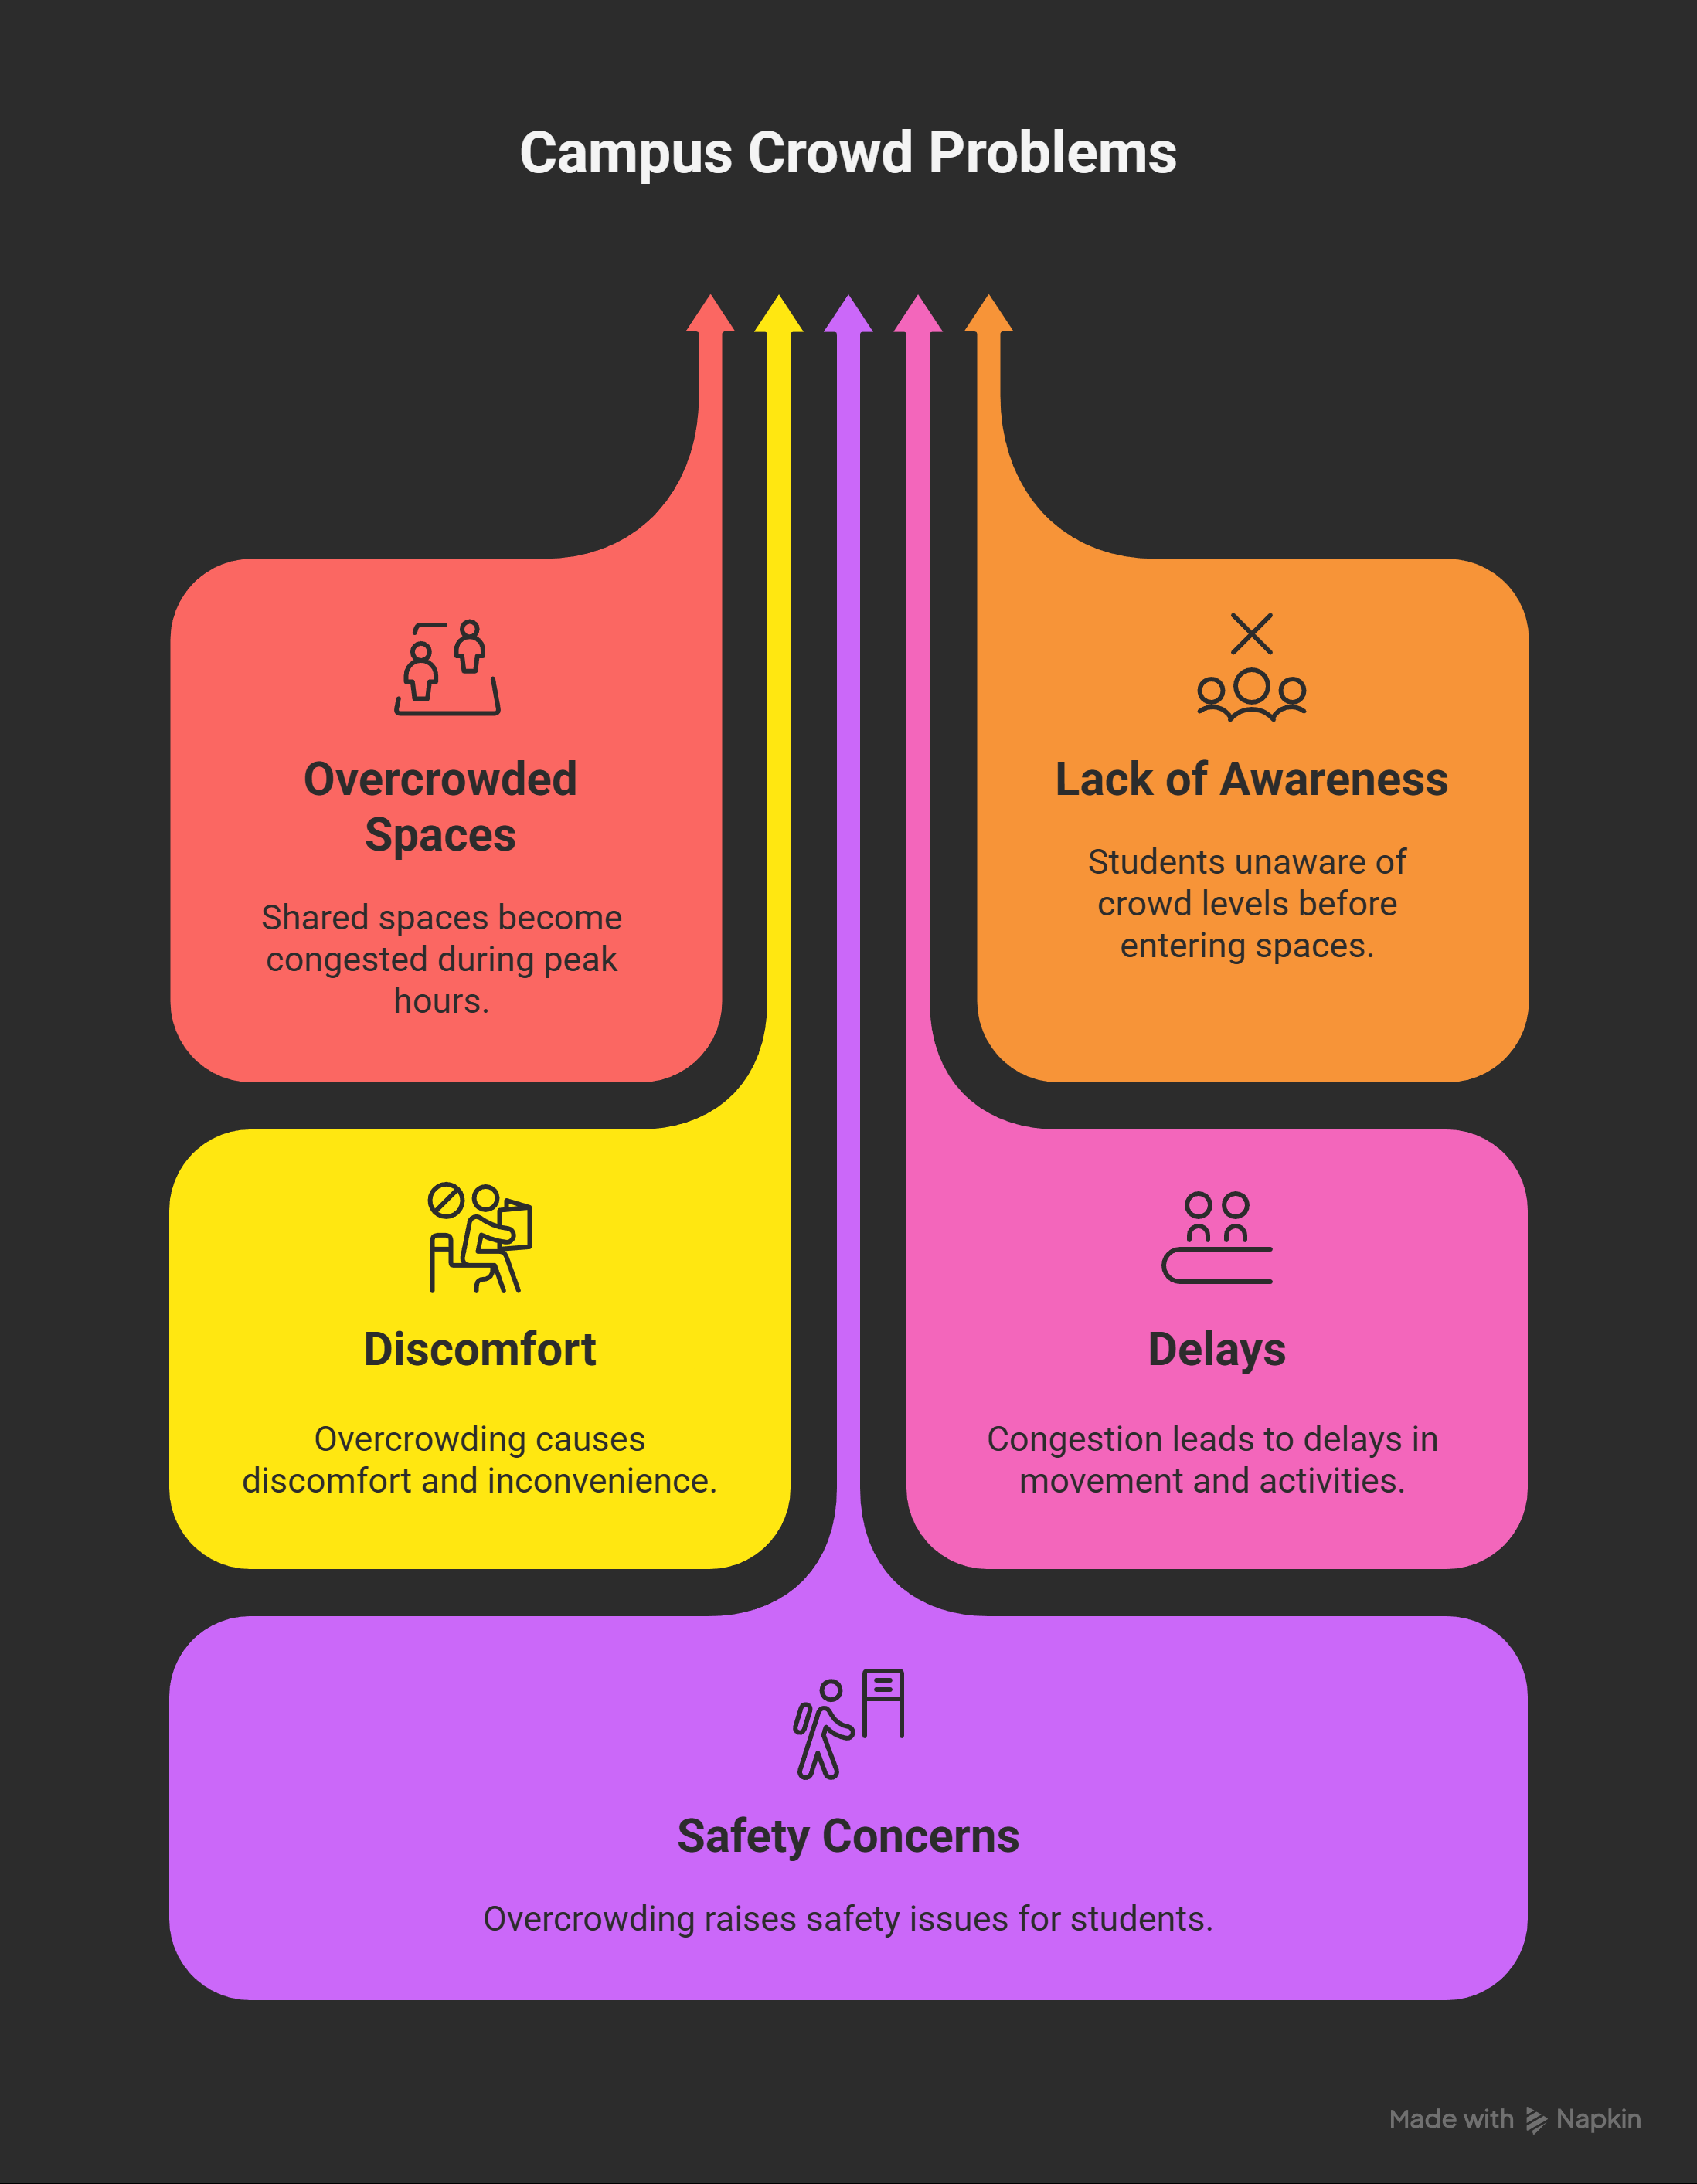 Campus Crowd Problems
Overcrowded
Spaces
Shared spaces become
congested during peak
hours.
Lack of Awareness
Students unaware of
crowd levels before
entering spaces.
Discomfort
Overcrowding causes
discomfort and inconvenience.
Delays
Congestion leads to delays in
movement and activities.
Safety Concerns
Overcrowding raises safety issues for students.
Made with Napkin